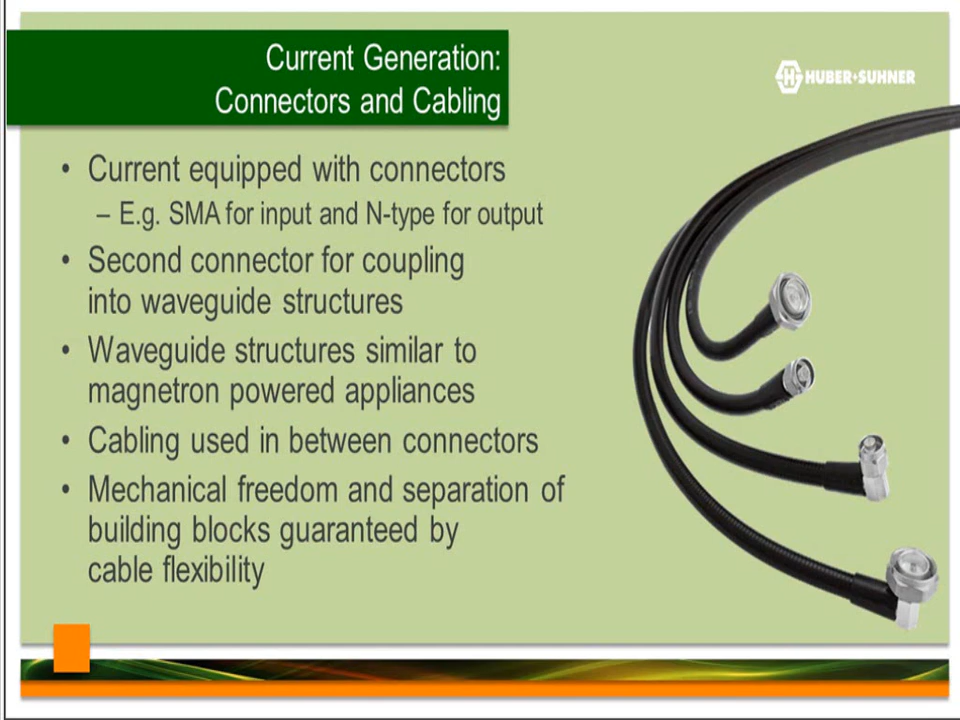 Current Generation:
Connectors and Cabling
HUBER+SUHNER
• Current equipped with connectors
– E.g. SMA for input and N-type for output
• Second connector for coupling
into waveguide structures
• Waveguide structures similar to
magnetron powered appliances
• Cabling used in between connectors
• Mechanical freedom and separation of
building blocks guaranteed by
cable flexibility